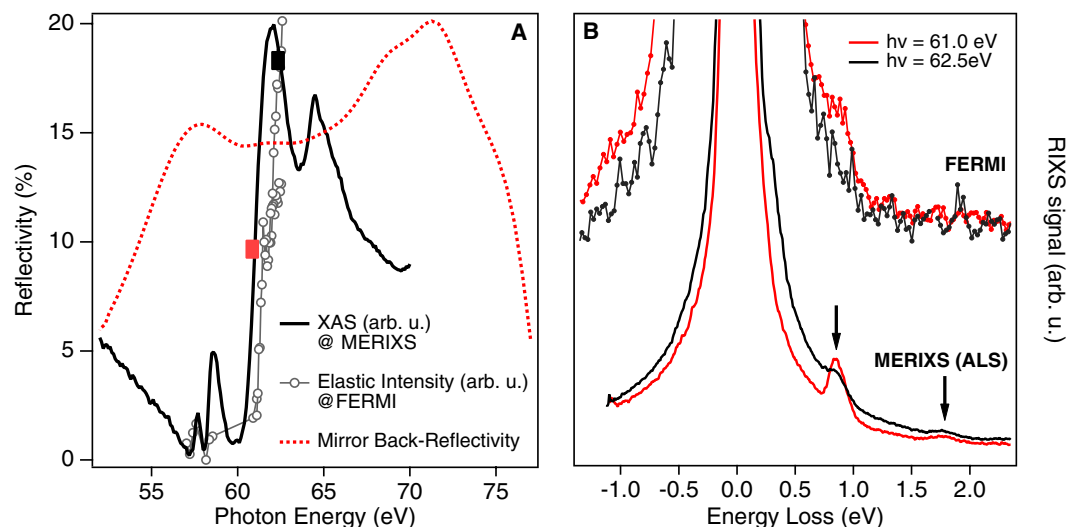 A
20
15
10
5
0
Reflectivity (%)
55 60 65 70 75
Photon Energy (eV)
XAS (arb. u.)
@ MERIXS
Elastic Intensity (arb. u.)
@FERMI
Mirror Back-Reflectivity
B
hv = 61.0 eV
hv = 62.5eV
FERMI
MERIXS (ALS)
RIXS signal (arb. u.)
-1.0 -0.5 0.0 0.5 1.0 1.5 2.0
Energy Loss (eV)